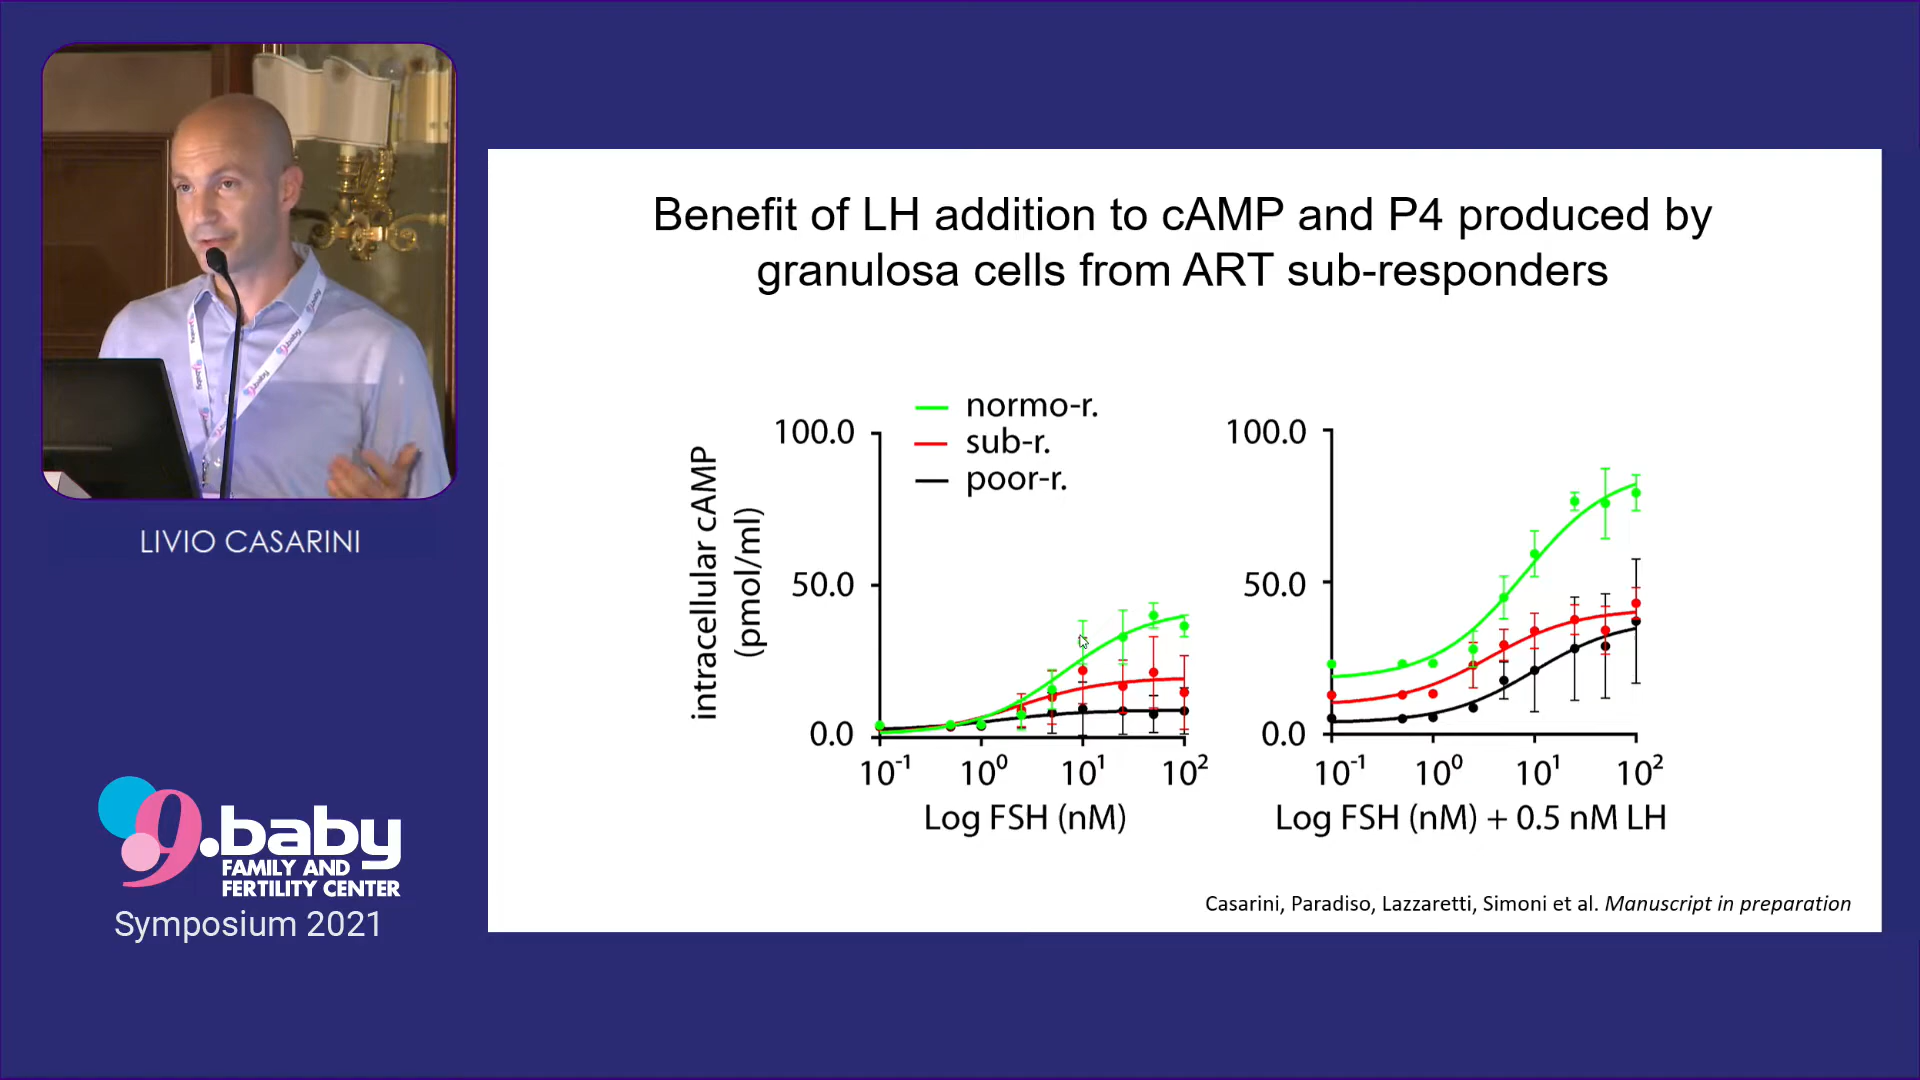 LIVIO CASARINI
9.baby
FAMILY AND
FERTILITY CENTER
Symposium 2021
Benefit of LH addition to cAMP and P4 produced by
granulosa cells from ART sub-responders
normo-r.
sub-r.
poor-r.
intracellular cAMP
(pmol/ml)
100.0
50.0
0.0
10⁻¹ 10⁰ 10¹ 10²
Log FSH (nM)
100.0
50.0
0.0
10⁻¹ 10⁰ 10¹ 10²
Log FSH (nM) + 0.5 nM LH
Casarini, Paradiso, Lazzaretti, Simoni et al. Manuscript in preparation